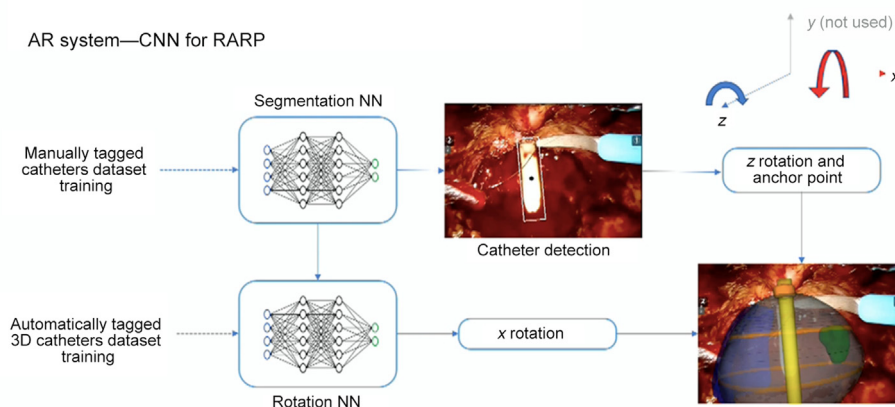 AR system—CNN for RARP
y (not used)
x
z
Segmentation NN
Manually tagged
catheters dataset
training
Catheter detection
z rotation and
anchor point
Automatically tagged
3D catheters dataset
training
Rotation NN
x rotation